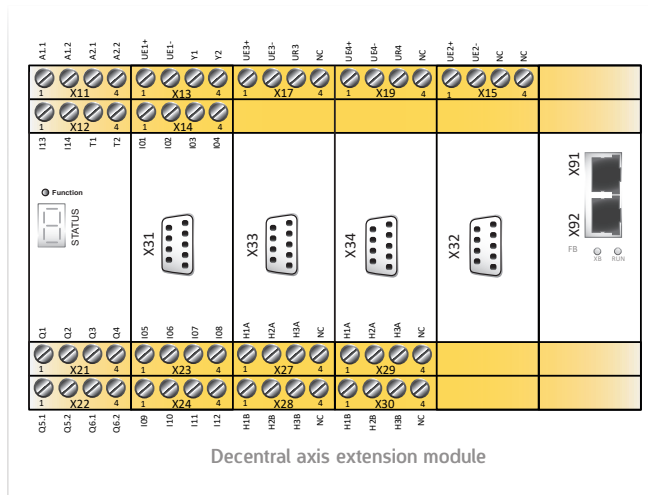 A1.1 A1.2 A2.1 A2.2 UE1+ UE1- Y1 Y2 UE3+ UE3- UR3 NC UE4+ UE4- UR4 NC UE2+ UE2- NC NC
1 X11 4 1 X13 4 1 X17 4 1 X19 4 1 X15 4
1 X12 4 1 X14 4
I13 I14 T1 T2 I01 I02 I03 I04
Function
STATUS
X31
X33
X34
X32
X91
X92
FB XB RUN
Q1 Q2 Q3 Q4 I05 I06 I07 I08 H1A H2A H3A NC H1A H2A H3A NC
1 X21 4 1 X23 4 1 X27 4 1 X29 4
1 X22 4 1 X24 4 1 X28 4 1 X30 4
Q5.1 Q5.2 Q6.1 Q6.2 I09 I10 I11 I12 H1B H2B H3B NC H1B H2B H3B NC
Decentral axis extension module